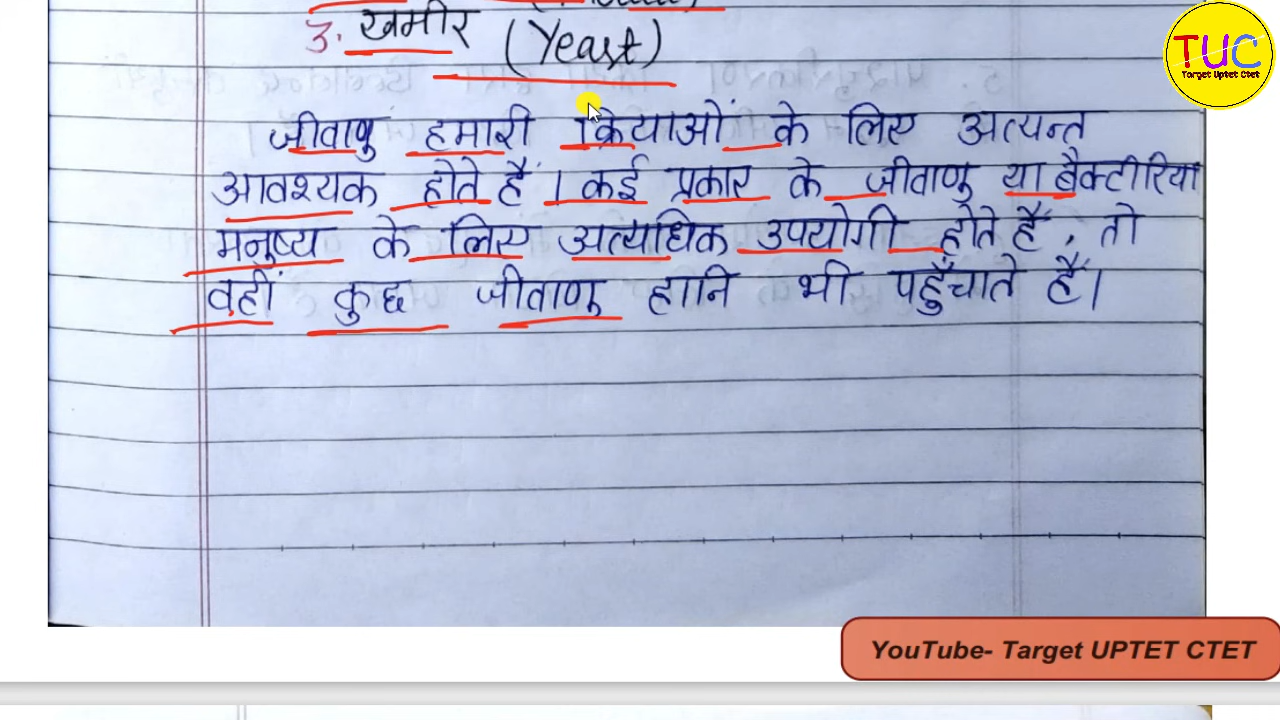 3. खमीर (Yeast)
जीवाणु हमारी क्रियाओं के लिए अत्यन्त
आवश्यक होते हैं। कई प्रकार के जीवाणु या बैक्टीरिया
मनुष्य के लिए अत्यधिक उपयोगी होते हैं, तो
वहीं कुछ जीवाणु हानि भी पहुँचाते हैं।
TUC
Target Uptet Ctet
YouTube- Target UPTET CTET